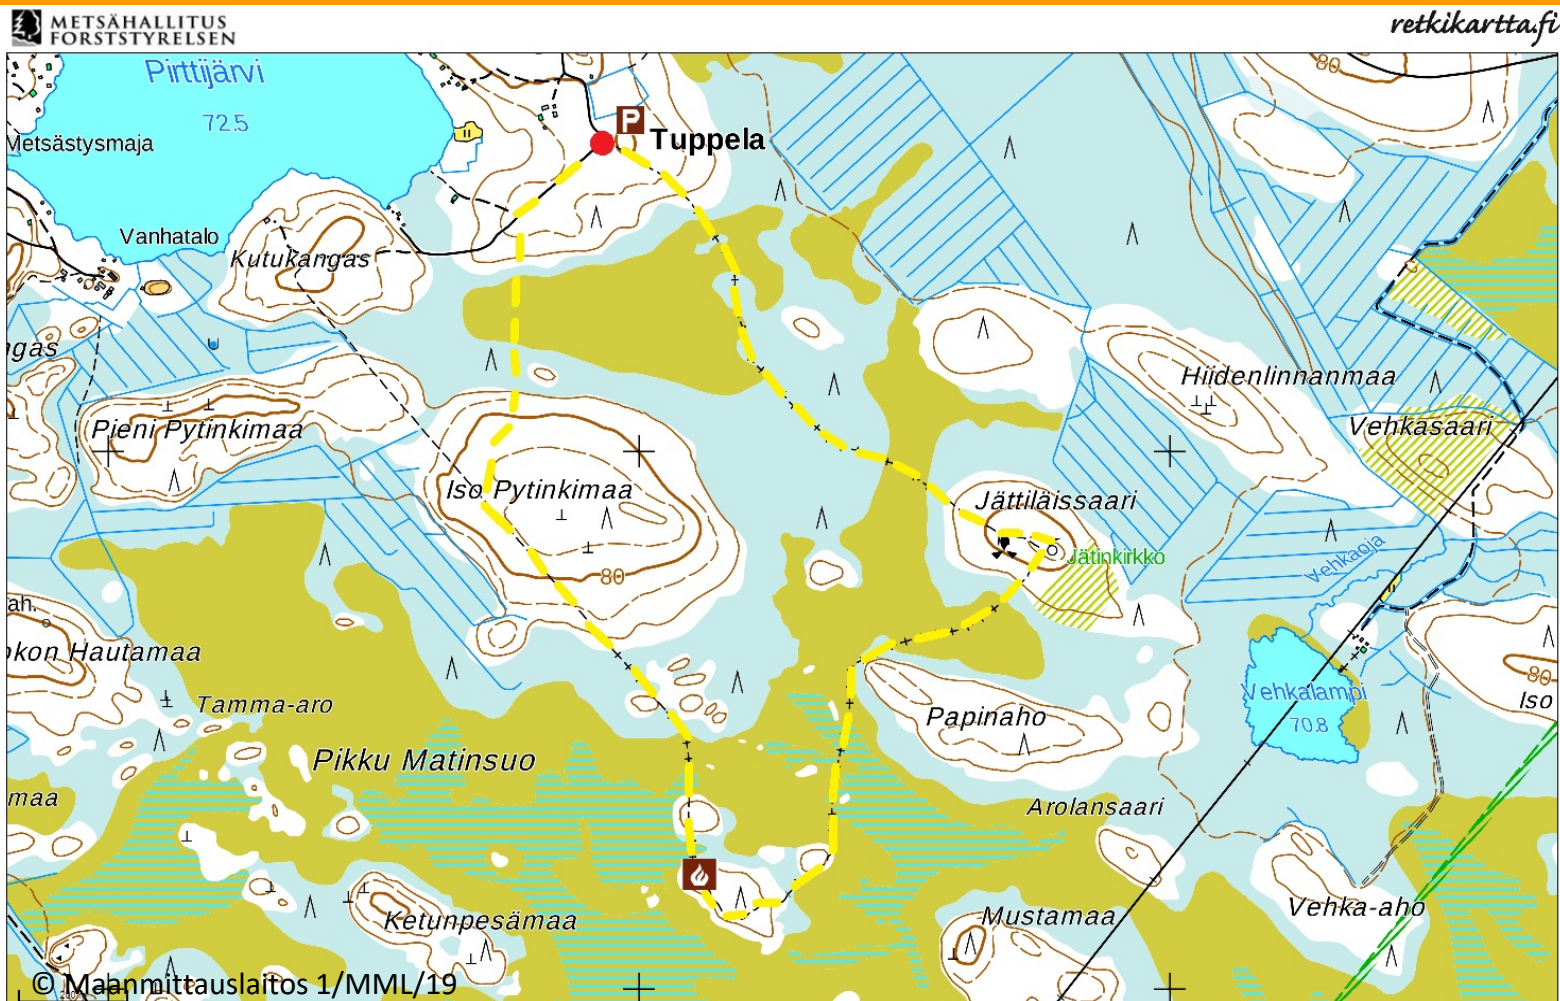 METSÄHALLITUS
FORSTSTYRELSEN
retkikartta.fi
Pirttijärvi
72.5
80
P
Tuppela
Metsästysmaja
Vanhatalo
Kutukangas
ngas
Hiidenlinnanmaa
Pieni Pytinkimaa
Vehkasaari
Iso Pytinkimaa
Jättiläissaari
Jätinkirkko
Vehkaoja
80
ah.
okon Hautamaa
80
Tamma-aro
Vehkalampi
70.8
Iso
Papinaho
Pikku Matinsuo
maa
Arolansaari
Ketunpesämaa
Mustamaa
Vehka-aho
© Maanmittauslaitos 1/MML/19